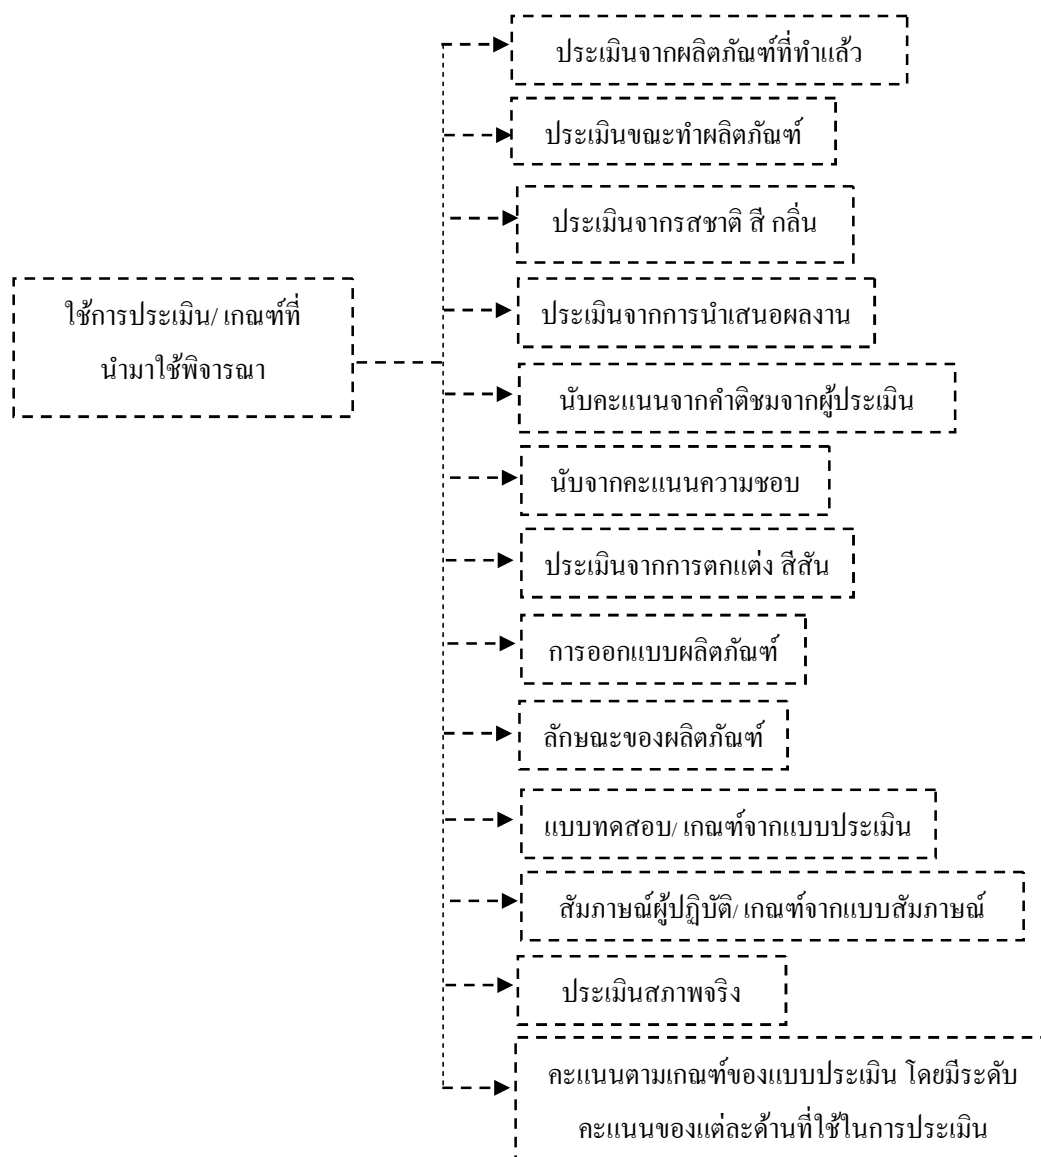 ประเมินจากผลิตภัณฑ์ที่ทำแล้ว
ประเมินขณะทำผลิตภัณฑ์
ประเมินจากรสชาติ สี กลิ่น
ใช้การประเมิน/ เกณฑ์ที่
นำมาใช้พิจารณา
ประเมินจากการนำเสนอผลงาน
นับคะแนนจากคำติชมจากผู้ประเมิน
นับจากคะแนนความชอบ
ประเมินจากการตกแต่ง สีสัน
การออกแบบผลิตภัณฑ์
ลักษณะของผลิตภัณฑ์
แบบทดสอบ/ เกณฑ์จากแบบประเมิน
สัมภาษณ์ผู้ปฏิบัติ/ เกณฑ์จากแบบสัมภาษณ์
ประเมินสภาพจริง
คะแนนตามเกณฑ์ของแบบประเมิน โดยมีระดับ
คะแนนของแต่ละด้านที่ใช้ในการประเมิน